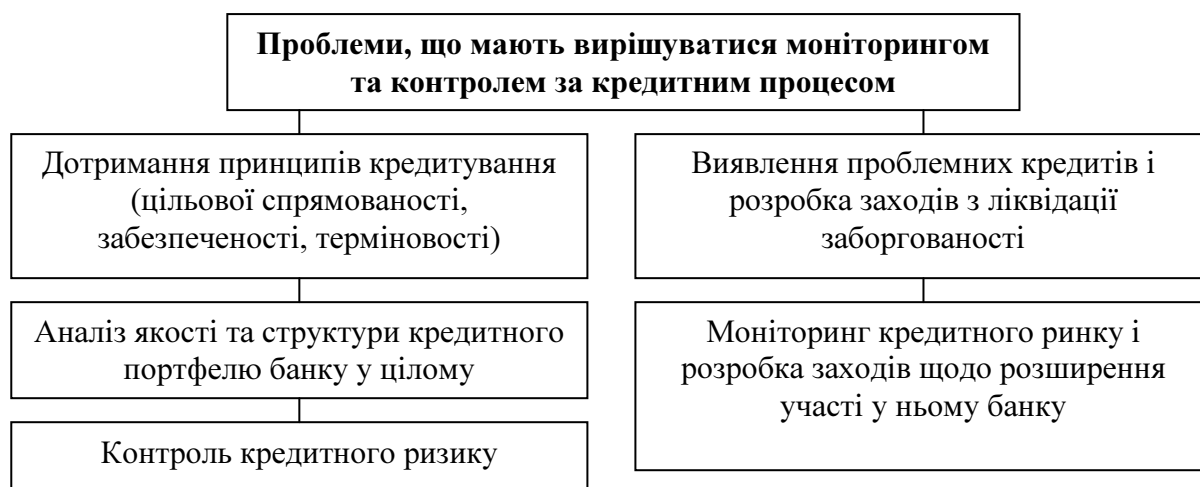 Проблеми, що мають вирішуватися моніторингом
та контролем за кредитним процесом
Дотримання принципів кредитування
(цільової спрямованості,
забезпеченості, терміновості)
Аналіз якості та структури кредитного
портфелю банку у цілому
Контроль кредитного ризику
Виявлення проблемних кредитів і
розробка заходів з ліквідації
заборгованості
Моніторинг кредитного ринку і
розробка заходів щодо розширення
участі у ньому банку